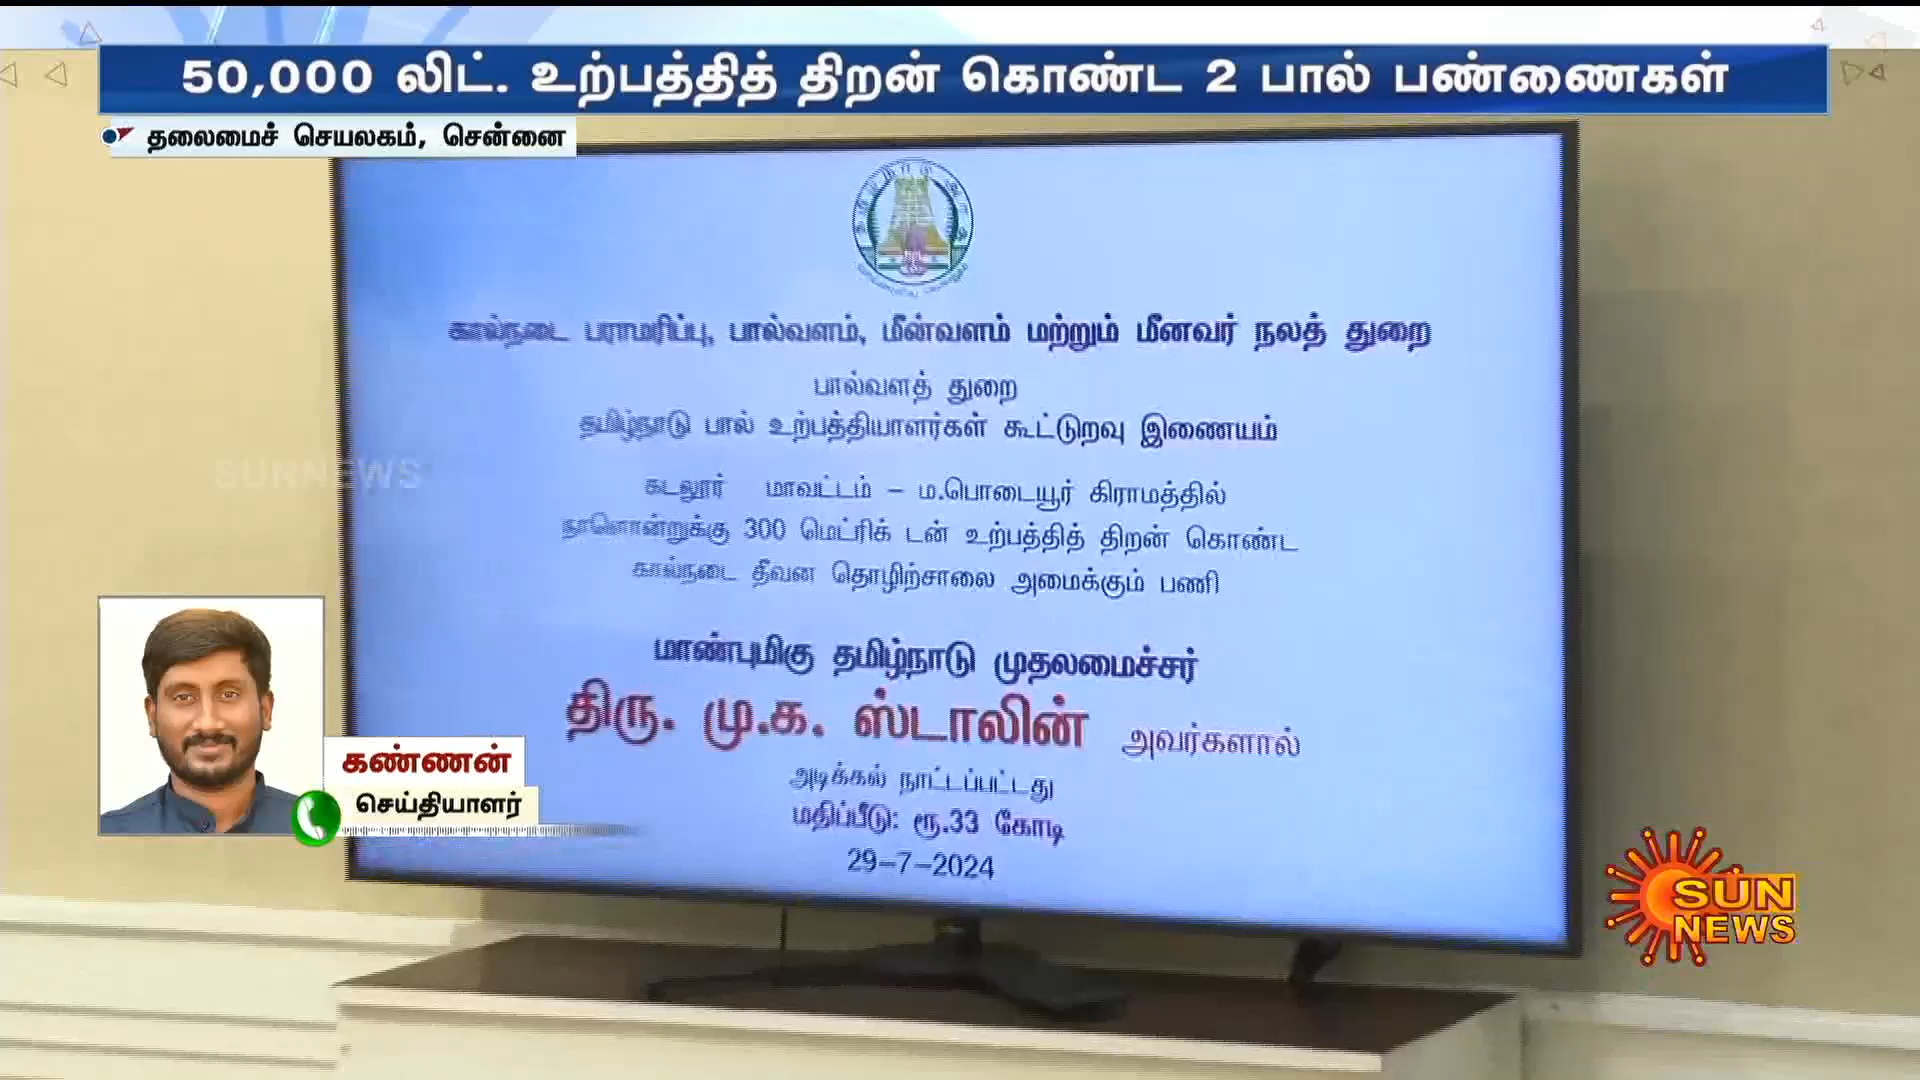 50,000 லிட். உற்பத்தித் திறன் கொண்ட 2 பால் பண்ணைகள்
தலைமைச் செயலகம், சென்னை
கால்நடை பராமரிப்பு, பால்வளம், மீன்வளம் மற்றும் மீனவர் நலத் துறை
பால்வளத் துறை
தமிழ்நாடு பால் உற்பத்தியாளர்கள் கூட்டுறவு இணையம்
SUNNEWS
கடலூர் மாவட்டம் – ம.பொடையூர் கிராமத்தில்
நாளொன்றுக்கு 300 மெட்ரிக் டன் உற்பத்தித் திறன் கொண்ட
கால்நடை தீவன தொழிற்சாலை அமைக்கும் பணி
மாண்புமிகு தமிழ்நாடு முதலமைச்சர்
திரு. மு.க. ஸ்டாலின் அவர்களால்
அடிக்கல் நாட்டப்பட்டது
மதிப்பீடு: ரூ.33 கோடி
29-7-2024
கண்ணன்
செய்தியாளர்
SUN
NEWS